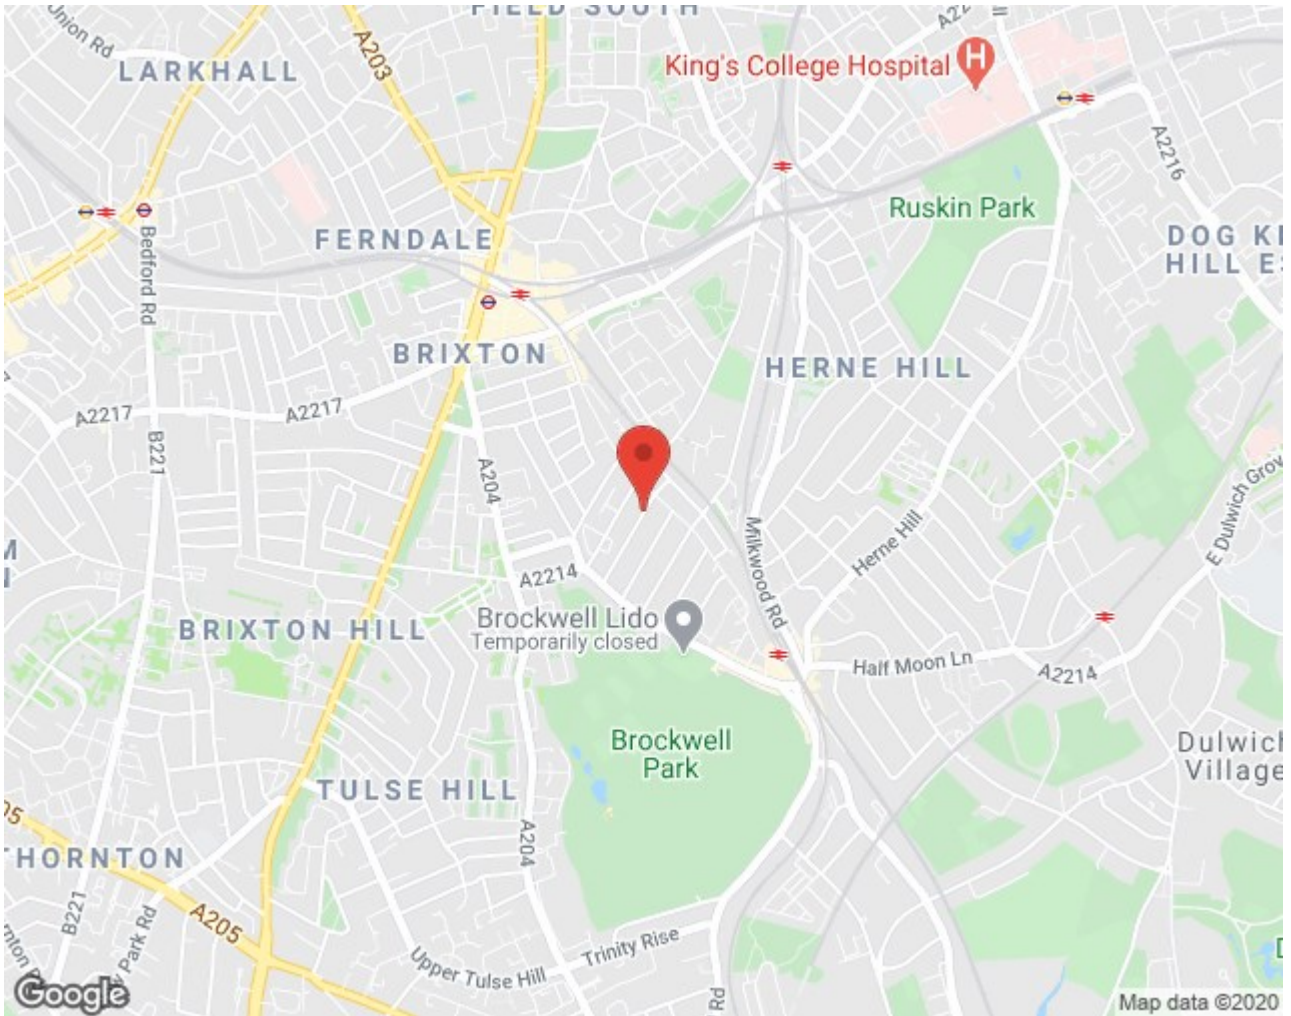 FIELD SOUTH
Union Rd
A203
LARKHALL
King's College Hospital
H
A2216
Ruskin Park
FERNDALE
Bedford Rd
DOG K
HILL E
BRIXTON
HERNE HILL
A2217
A2217
B221
A204
E Dulwich Grov
Milkwood Rd
Herne Hill
A2214
Brockwell Lido
Temporarily closed
BRIXTON HILL
Half Moon Ln
A2214
Brockwell
Park
Dulwich
Village
TULSE HILL
05
A204
THORNTON
B221
Park Rd
A205
Trinity Rise
Upper Tulse Hill
Rd
Google
Map data ©2020